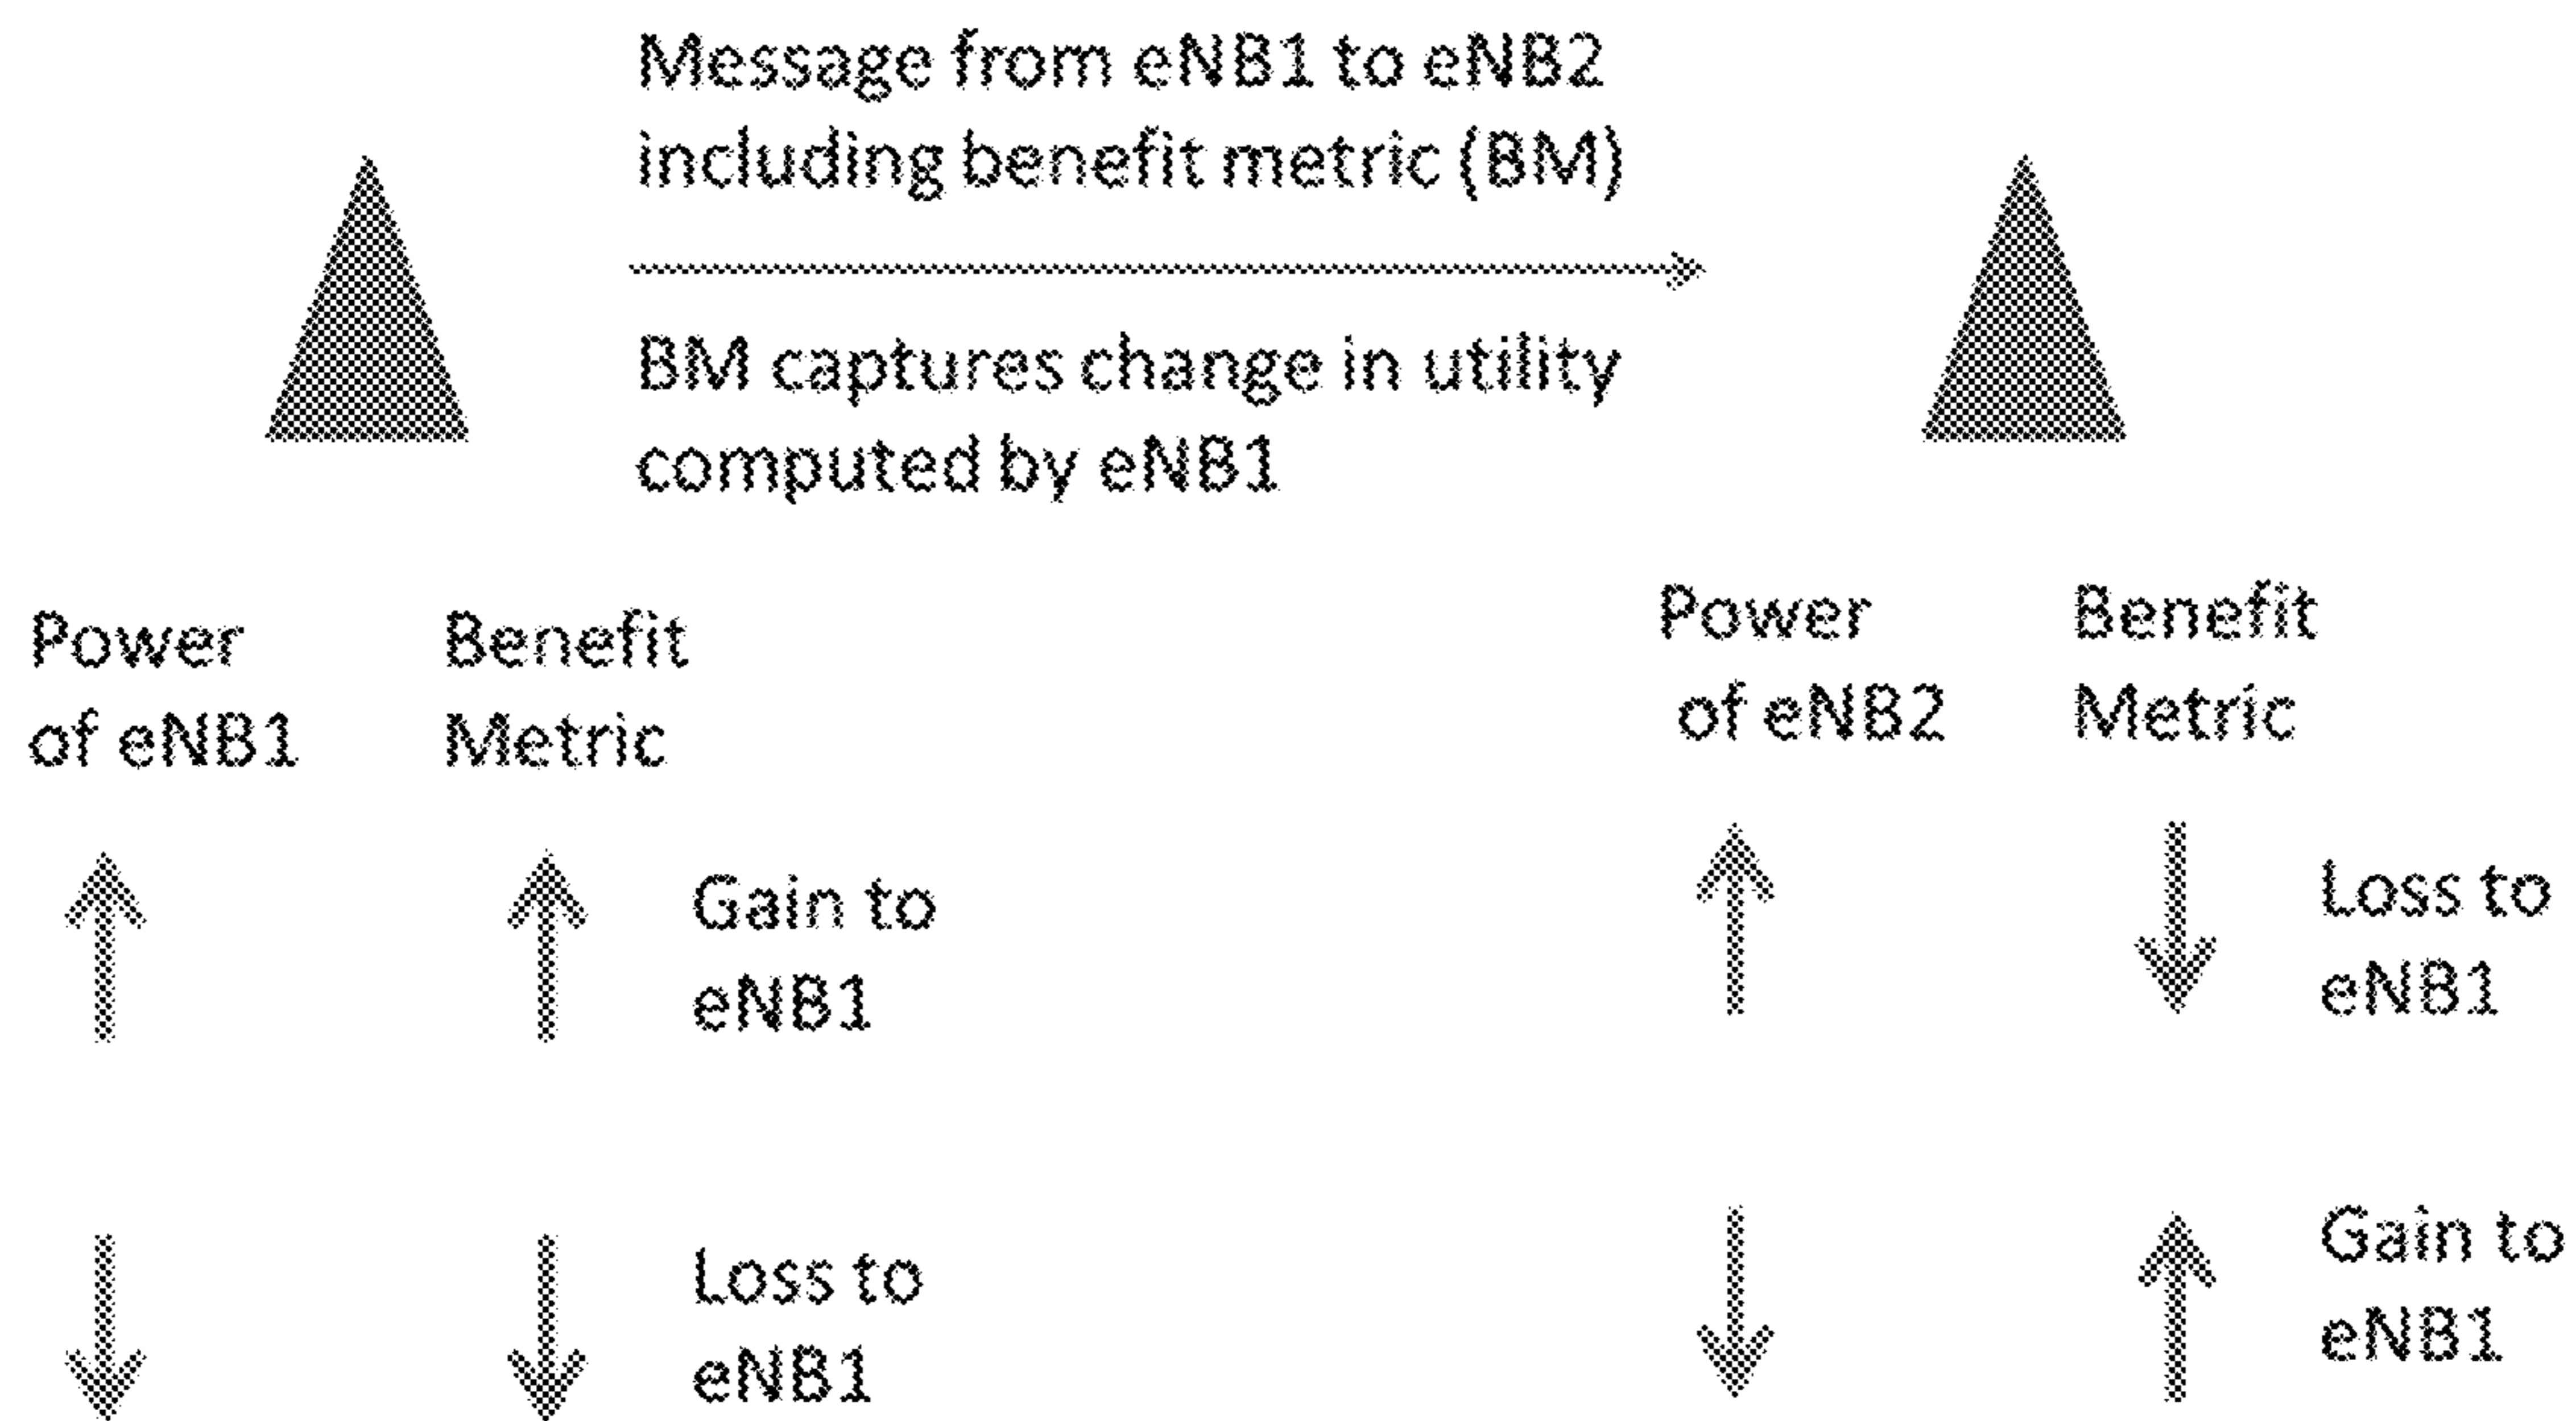 Message from eNB1 to eNB2
including benefit metric (BM)
BM captures change in utility
computed by eNB1
Power
of eNB1
Benefit
Metric
Power
of eNB2
Benefit
Metric
Gain to
eNB1
Loss to
eNB1
Loss to
eNB1
Gain to
eNB1